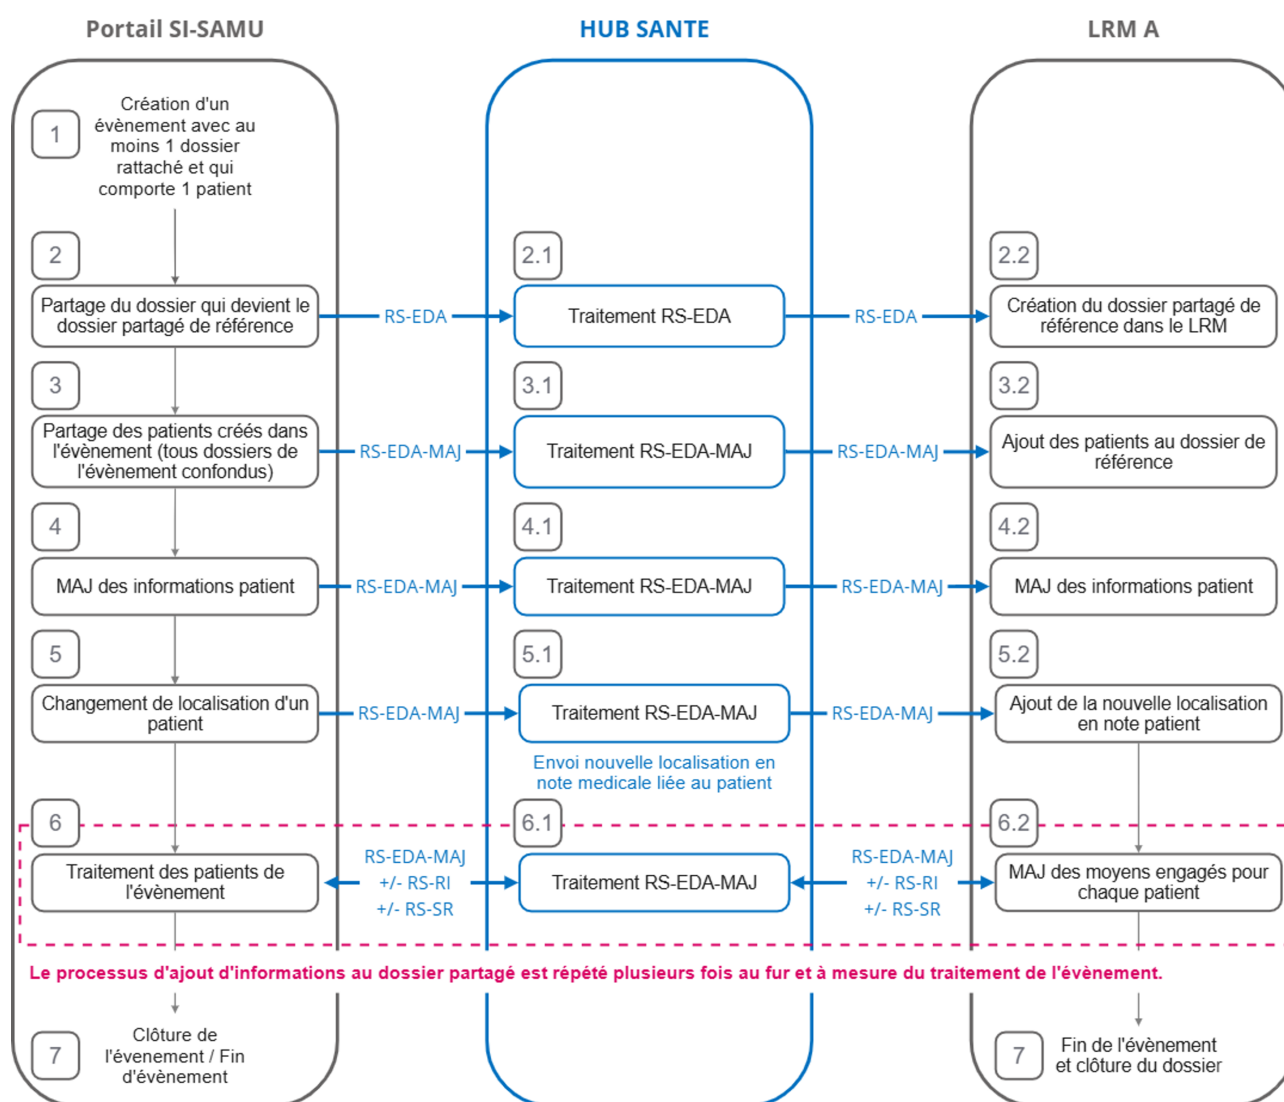 Portail SI-SAMU
HUB SANTE
LRM A
1
Création d'un
évènement avec au
moins 1 dossier
rattaché et qui
comporte 1 patient
2
2.1
2.2
Partage du dossier qui devient le
dossier partagé de référence
RS-EDA
Traitement RS-EDA
RS-EDA
Création du dossier partagé de
référence dans le LRM
3
3.1
3.2
Partage des patients créés dans
l'évènement (tous dossiers de
l'évènement confondus)
RS-EDA-MAJ
Traitement RS-EDA-MAJ
RS-EDA-MAJ
Ajout des patients au dossier de
référence
4
4.1
4.2
MAJ des informations patient
RS-EDA-MAJ
Traitement RS-EDA-MAJ
RS-EDA-MAJ
MAJ des informations patient
5
5.1
5.2
Changement de localisation d'un
patient
RS-EDA-MAJ
Traitement RS-EDA-MAJ
RS-EDA-MAJ
Ajout de la nouvelle localisation
en note patient
Envoi nouvelle localisation en
note medicale liée au patient
6
6.1
6.2
Traitement des patients de
l'évènement
RS-EDA-MAJ
+/- RS-RI
+/- RS-SR
Traitement RS-EDA-MAJ
RS-EDA-MAJ
+/- RS-RI
+/- RS-SR
MAJ des moyens engagés pour
chaque patient
Le processus d'ajout d'informations au dossier partagé est répété plusieurs fois au fur et à mesure du traitement de l'évènement.
7
Clôture de
l'évenement / Fin
d'évènement
7
Fin de l'évènement
et clôture du dossier